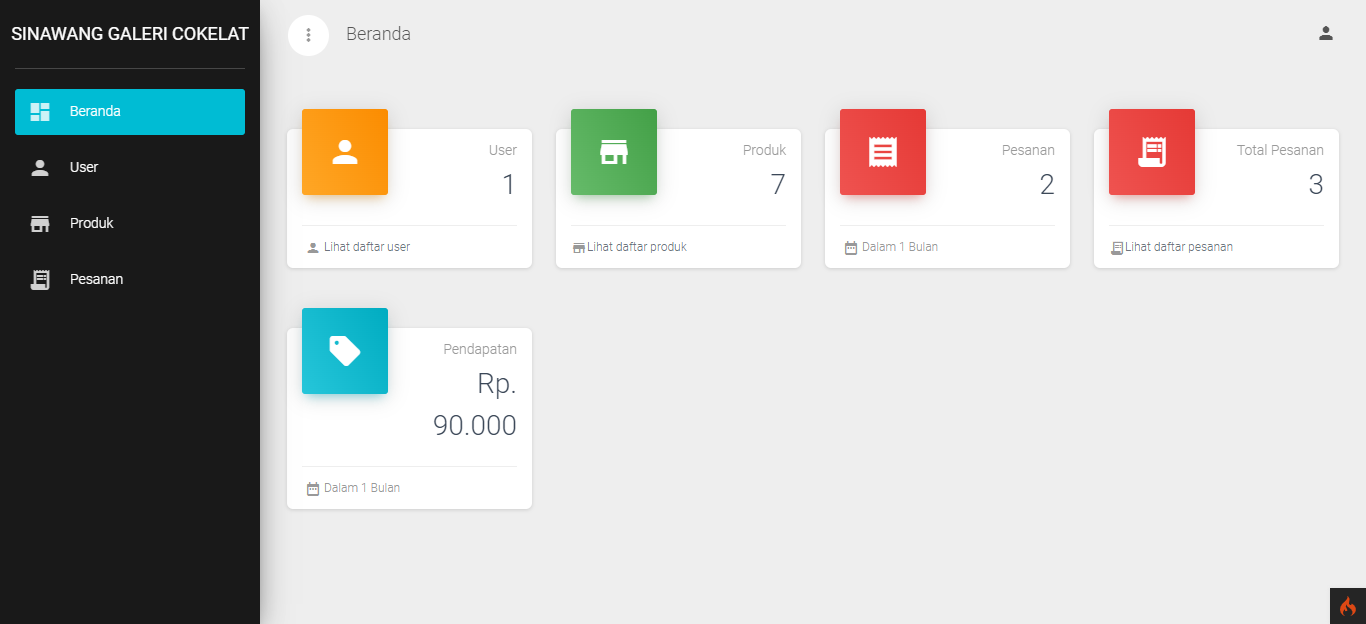 SINAWANG GALERI COKELAT
Beranda
User
Produk
Pesanan
Beranda
User
1
Lihat daftar user
Produk
7
Lihat daftar produk
Pesanan
2
Dalam 1 Bulan
Total Pesanan
3
Lihat daftar pesanan
Pendapatan
Rp.
90.000
Dalam 1 Bulan